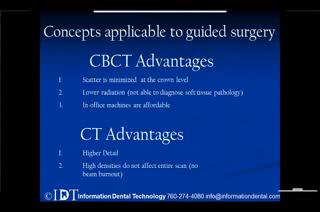 Concepts applicable to guided surgery
CBCT Advantages
1. Scatter is minimized at the crown level
2. Lower radiation (not able to diagnose soft tissue pathology)
3. In office machines are affordable
CT Advantages
1. Higher Detail
2. High densities do not affect entire scan (no
beam burnout)
© IDT Information Dental Technology 760-274-4080 info@informationdental.com